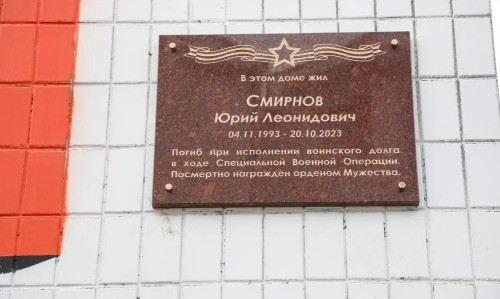 В этом доме жил
СМИРНОВ
Юрий Леонидович
04.11.1993 - 20.10.2023
Погиб при исполнении воинского долга
в ходе Специальной Военной Операции.
Посмертно награжден орденом Мужества.